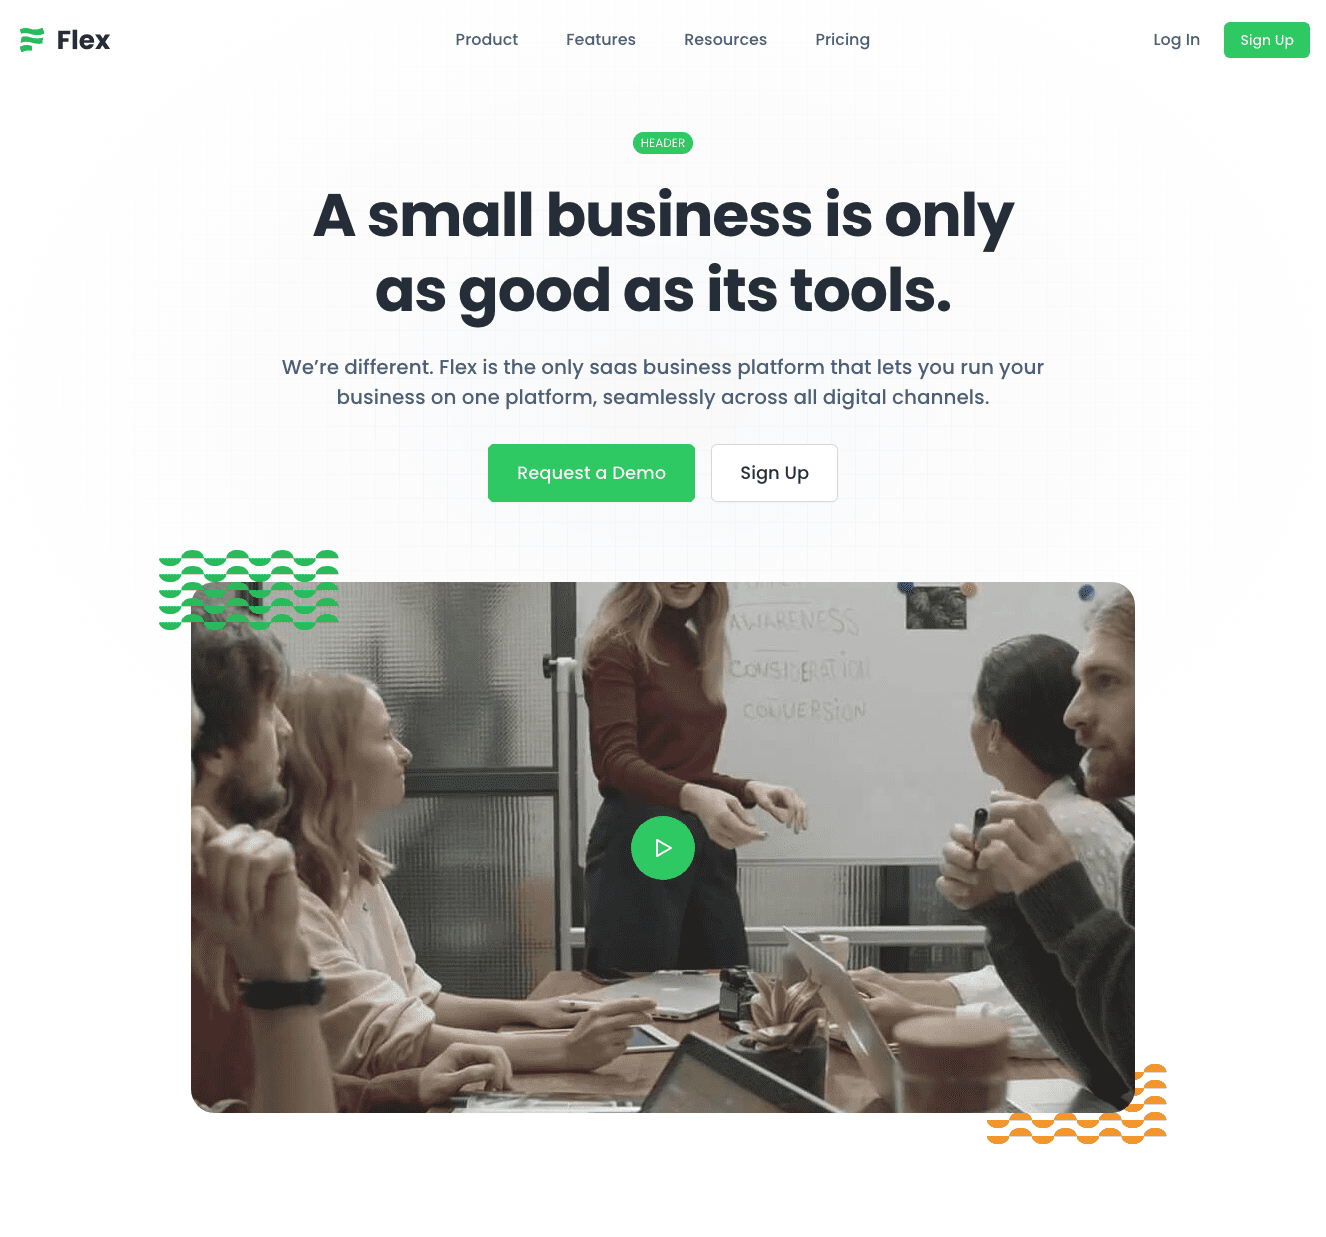 Flex
Product Features Resources Pricing
Log In Sign Up
HEADER
A small business is only
as good as its tools.
We’re different. Flex is the only saas business platform that lets you run your
business on one platform, seamlessly across all digital channels.
Request a Demo Sign Up
AWARENESS
CONSIDERATION
CONVERSION